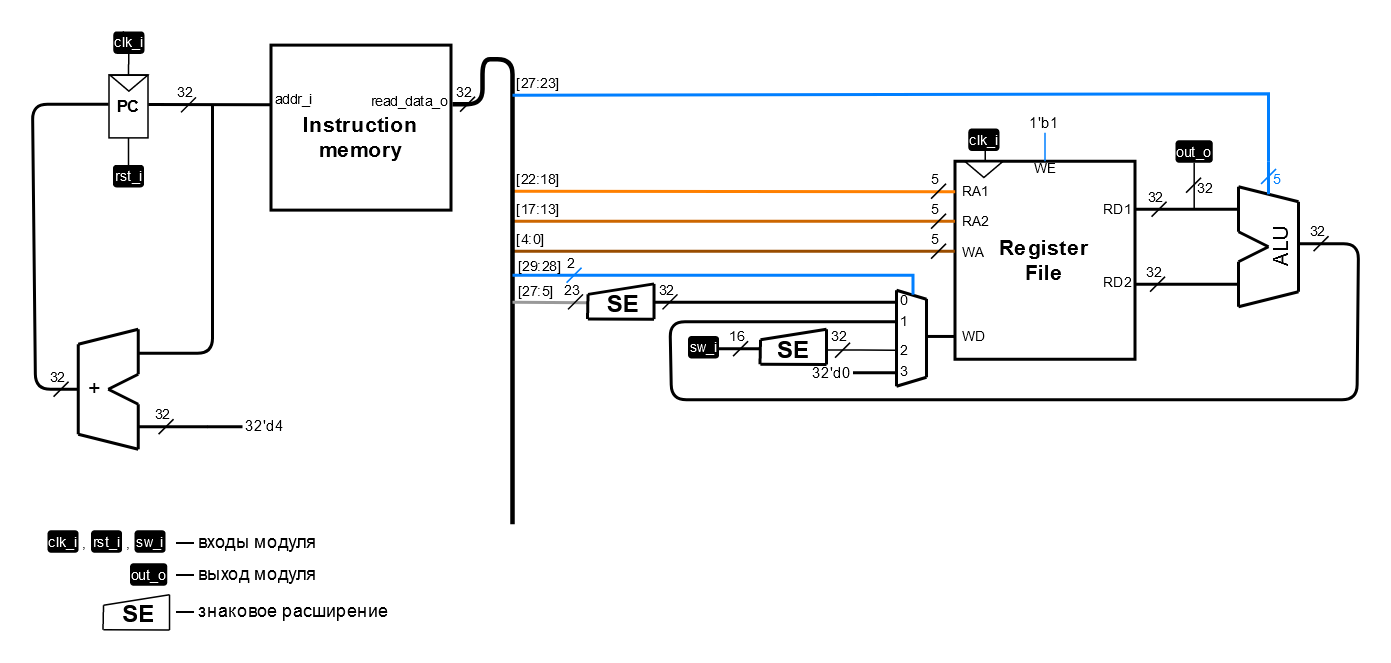 clk_i
PC
rst_i
32
addr_i
read_data_o
Instruction
memory
32
[27:23]
[22:18]
5
[17:13]
5
[4:0]
5
[29:28]
2
[27:5]
23
SE
32
sw_i
16
SE
32
32'd0
0
1
2
3
clk_i
1'b1
WE
RA1
RA2
WA
WD
Register
File
RD1
RD2
32
32
out_o
32
5
ALU
32
32
+
32
32'd4
clk_i , rst_i , sw_i — входы модуля
out_o — выход модуля
SE — знаковое расширение